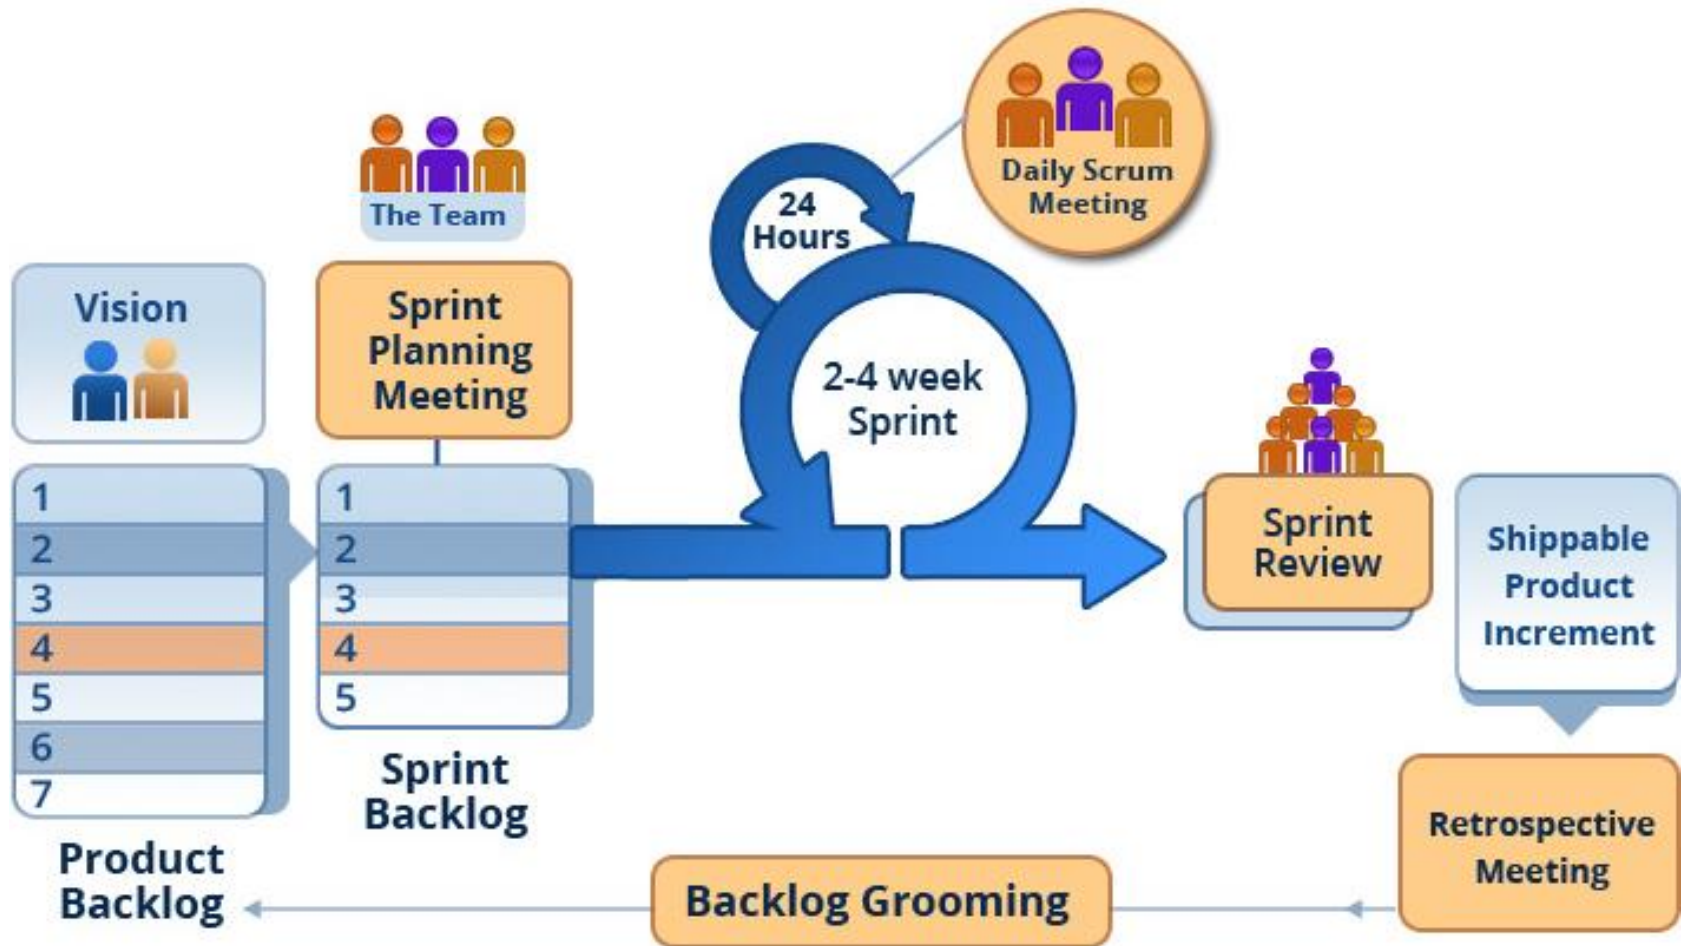 Vision
1
2
3
4
5
6
7
Product
Backlog
The Team
Sprint
Planning
Meeting
1
2
3
4
5
Sprint
Backlog
24
Hours
2-4 week
Sprint
Daily Scrum
Meeting
Sprint
Review
Shippable
Product
Increment
Retrospective
Meeting
Backlog Grooming